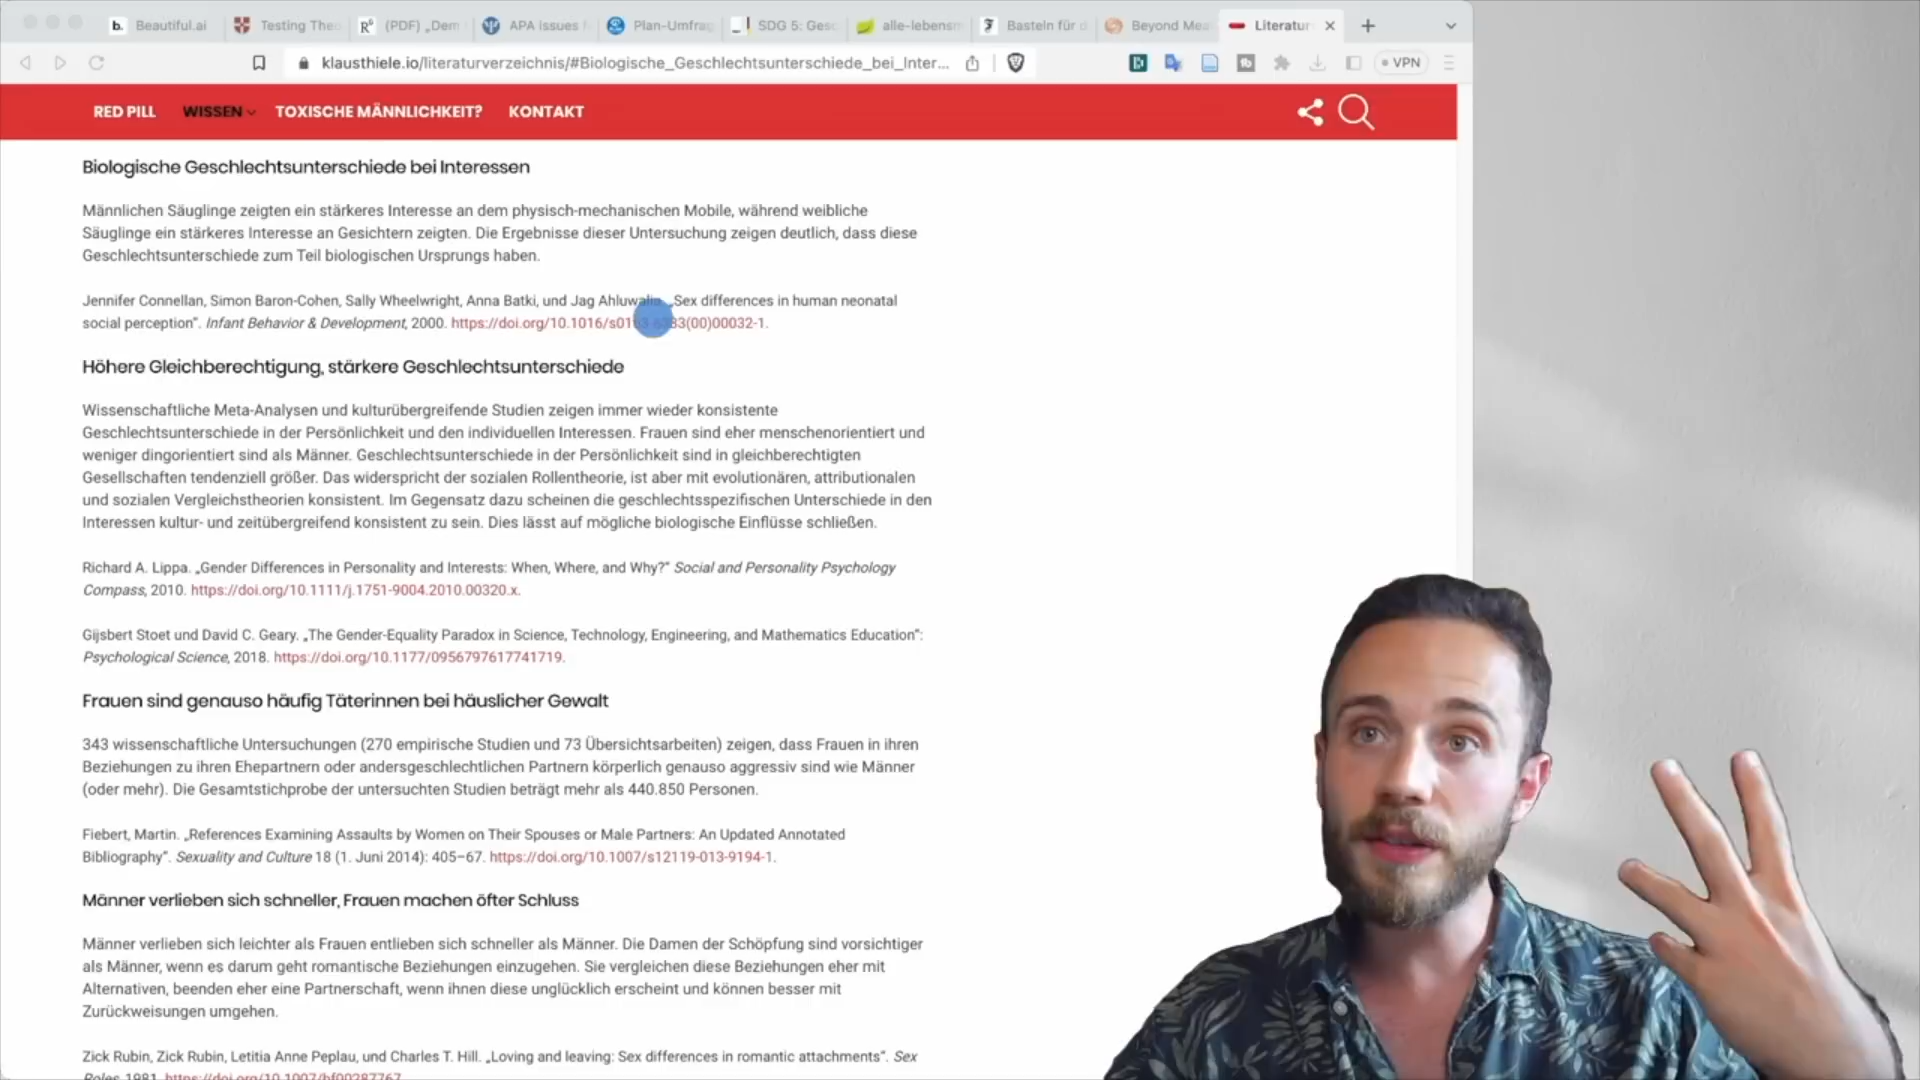 b. Beautiful.ai
Testing The
(PDF) „Dem
APA issues f
Plan-Umfrag
SDG 5: Gesc
alle-lebensm
Basteln für d
Beyond Mea
Literatur
klausthiele.io/literaturverzeichnis/#Biologische_Geschlechtsunterschiede_bei_Inter...
VPN
RED PILL WISSEN TOXISCHE MÄNNLICHKEIT? KONTAKT
Biologische Geschlechtsunterschiede bei Interessen
Männlichen Säuglinge zeigten ein stärkeres Interesse an dem physisch-mechanischen Mobile, während weibliche
Säuglinge ein stärkeres Interesse an Gesichtern zeigten. Die Ergebnisse dieser Untersuchung zeigen deutlich, dass diese
Geschlechtsunterschiede zum Teil biologischen Ursprungs haben.
Jennifer Connellan, Simon Baron-Cohen, Sally Wheelwright, Anna Batki, und Jag Ahluwalia. „Sex differences in human neonatal
social perception“. Infant Behavior & Development, 2000. https://doi.org/10.1016/s0163-6383(00)00032-1.
Höhere Gleichberechtigung, stärkere Geschlechtsunterschiede
Wissenschaftliche Meta-Analysen und kulturübergreifende Studien zeigen immer wieder konsistente
Geschlechtsunterschiede in der Persönlichkeit und den individuellen Interessen. Frauen sind eher menschenorientiert und
weniger dingorientiert sind als Männer. Geschlechtsunterschiede in der Persönlichkeit sind in gleichberechtigten
Gesellschaften tendenziell größer. Das widerspricht der sozialen Rollentheorie, ist aber mit evolutionären, attributionalen
und sozialen Vergleichstheorien konsistent. Im Gegensatz dazu scheinen die geschlechtsspezifischen Unterschiede in den
Interessen kultur- und zeitübergreifend konsistent zu sein. Dies lässt auf mögliche biologische Einflüsse schließen.
Richard A. Lippa. „Gender Differences in Personality and Interests: When, Where, and Why?“ Social and Personality Psychology
Compass, 2010. https://doi.org/10.1111/j.1751-9004.2010.00320.x.
Gijsbert Stoet und David C. Geary. „The Gender-Equality Paradox in Science, Technology, Engineering, and Mathematics Education“:
Psychological Science, 2018. https://doi.org/10.1177/0956797617741719.
Frauen sind genauso häufig Täterinnen bei häuslicher Gewalt
343 wissenschaftliche Untersuchungen (270 empirische Studien und 73 Übersichtsarbeiten) zeigen, dass Frauen in ihren
Beziehungen zu ihren Ehepartnern oder andersgeschlechtlichen Partnern körperlich genauso aggressiv sind wie Männer
(oder mehr). Die Gesamtstichprobe der untersuchten Studien beträgt mehr als 440.850 Personen.
Fiebert, Martin. „References Examining Assaults by Women on Their Spouses or Male Partners: An Updated Annotated
Bibliography“. Sexuality and Culture 18 (1. Juni 2014): 405–67. https://doi.org/10.1007/s12119-013-9194-1.
Männer verlieben sich schneller, Frauen machen öfter Schluss
Männer verlieben sich leichter als Frauen entlieben sich schneller als Männer. Die Damen der Schöpfung sind vorsichtiger
als Männer, wenn es darum geht romantische Beziehungen einzugehen. Sie vergleichen diese Beziehungen eher mit
Alternativen, beenden eher eine Partnerschaft, wenn ihnen diese unglücklich erscheint und können besser mit
Zurückweisungen umgehen.
Zick Rubin, Zick Rubin, Letitia Anne Peplau, und Charles T. Hill. „Loving and leaving: Sex differences in romantic attachments“. Sex
Roles, 1981. https://doi.org/10.1007/bf00287767.